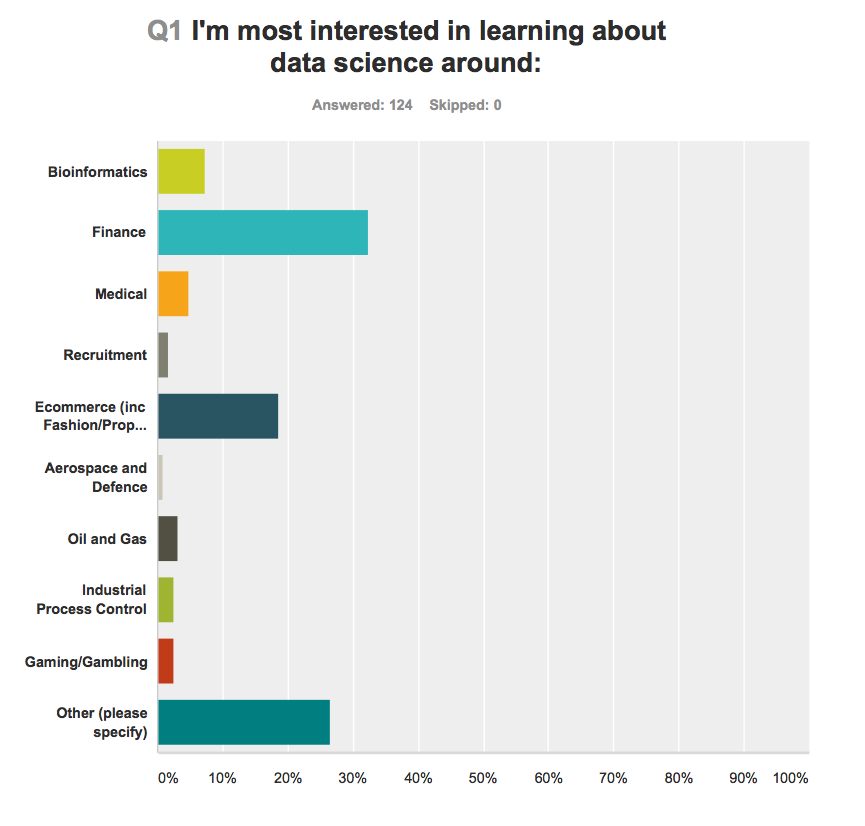 Q1 I'm most interested in learning about
data science around:
Answered: 124 Skipped: 0
Bioinformatics
Finance
Medical
Recruitment
Ecommerce (inc
Fashion/Prop...
Aerospace and
Defence
Oil and Gas
Industrial
Process Control
Gaming/Gambling
Other (please
specify)
0% 10% 20% 30% 40% 50% 60% 70% 80% 90% 100%